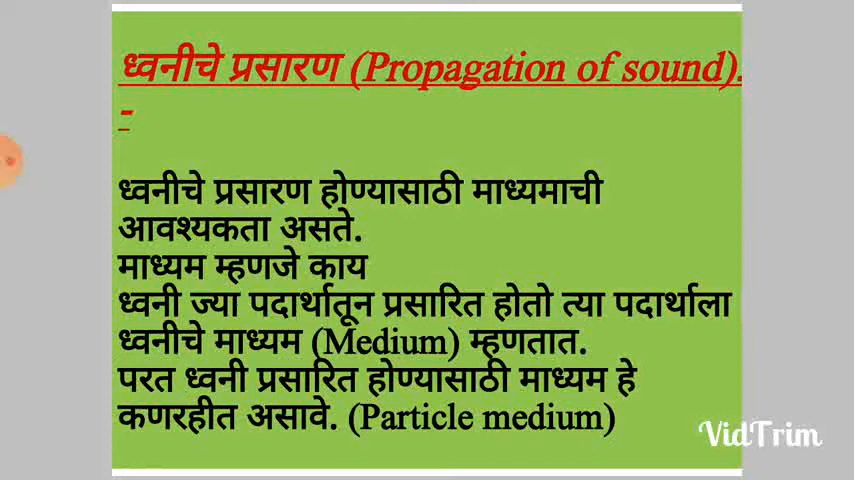 ध्वनीचे प्रसारण (Propagation of sound).
-
ध्वनीचे प्रसारण होण्यासाठी माध्यमाची
आवश्यकता असते.
माध्यम म्हणजे काय
ध्वनी ज्या पदार्थातून प्रसारित होतो त्या पदार्थाला
ध्वनीचे माध्यम (Medium) म्हणतात.
परत ध्वनी प्रसारित होण्यासाठी माध्यम हे
कणरहीत असावे. (Particle medium)
VidTrim